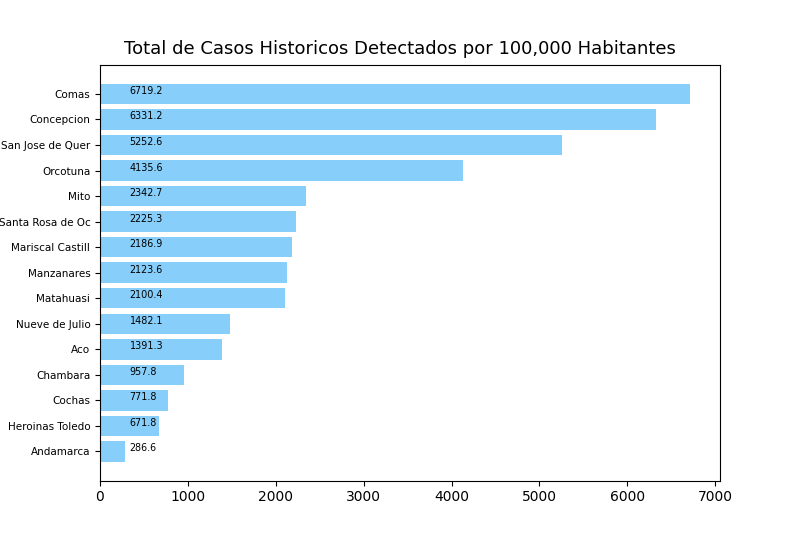 Total de Casos Historicos Detectados por 100,000 Habitantes
Comas 6719.2
Concepcion 6331.2
San Jose de Quer 5252.6
Orcotuna 4135.6
Mito 2342.7
Santa Rosa de Oc 2225.3
Mariscal Castill 2186.9
Manzanares 2123.6
Matahuasi 2100.4
Nueve de Julio 1482.1
Aco 1391.3
Chambara 957.8
Cochas 771.8
Heroinas Toledo 671.8
Andamarca 286.6
0 1000 2000 3000 4000 5000 6000 7000